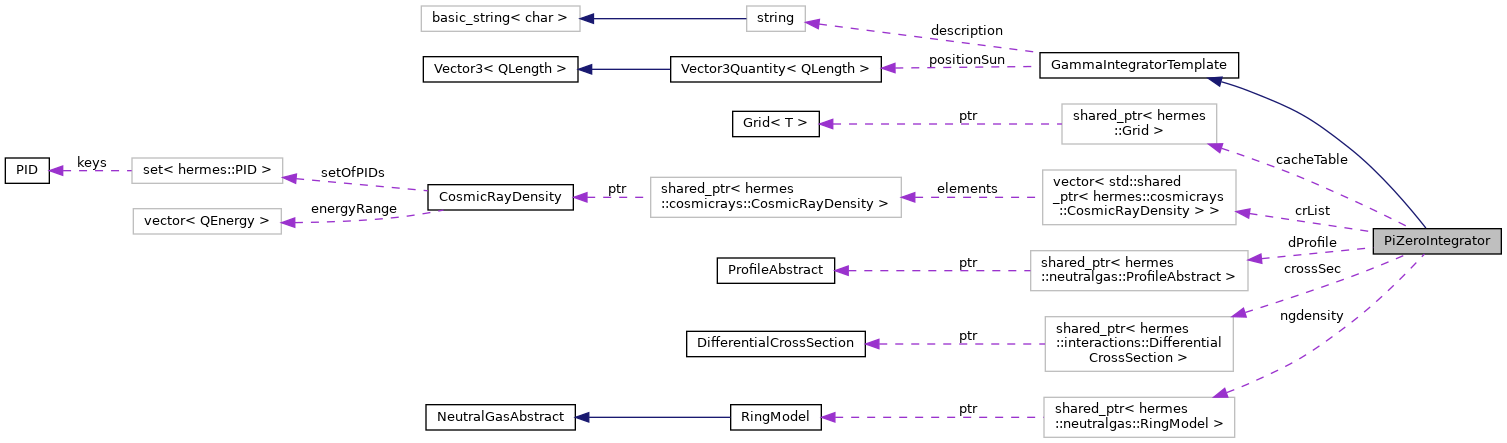 basic_string< char >
string
description
Vector3< QLength >
Vector3Quantity< QLength >
positionSun
GammaIntegratorTemplate
Grid< T >
ptr
shared_ptr< hermes
::Grid >
cacheTable
PID
keys
set< hermes::PID >
setOfPIDs
vector< QEnergy >
energyRange
CosmicRayDensity
ptr
shared_ptr< hermes
::cosmicrays::CosmicRayDensity >
elements
vector< std::shared
_ptr< hermes::cosmicrays
::CosmicRayDensity > >
crList
PiZeroIntegrator
ProfileAbstract
ptr
shared_ptr< hermes
::neutralgas::ProfileAbstract >
dProfile
DifferentialCrossSection
ptr
shared_ptr< hermes
::interactions::Differential
CrossSection >
crossSec
NeutralGasAbstract
RingModel
ptr
shared_ptr< hermes
::neutralgas::RingModel >
ngdensity